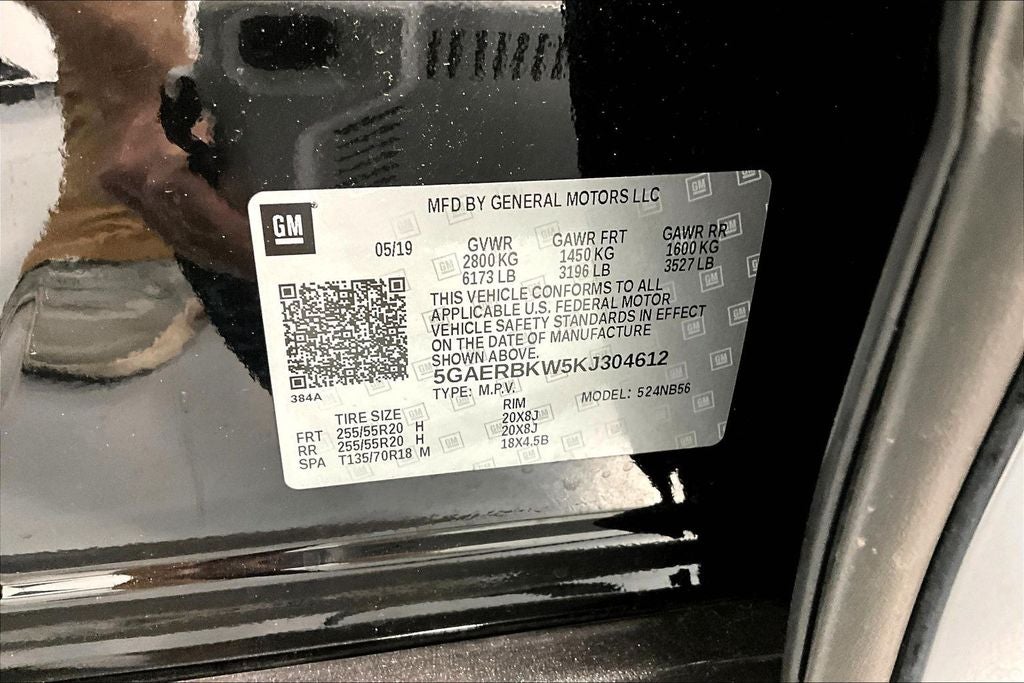 MFD BY GENERAL MOTORS LLC
GM
05/19 GVWR GAWR FRT GAWR RR
2800 KG 1450 KG 1600 KG
6173 LB 3196 LB 3527 LB
THIS VEHICLE CONFORMS TO ALL
APPLICABLE U.S. FEDERAL MOTOR
VEHICLE SAFETY STANDARDS IN EFFECT
ON THE DATE OF MANUFACTURE
SHOWN ABOVE.
5GAERBKW5KJ304612
384A
TYPE: M.P.V. MODEL: 524NB56
TIRE SIZE RIM
FRT 255/55R20 H 20X8J
RR 255/55R20 H 20X8J
SPA T135/70R18 M 18X4.5B